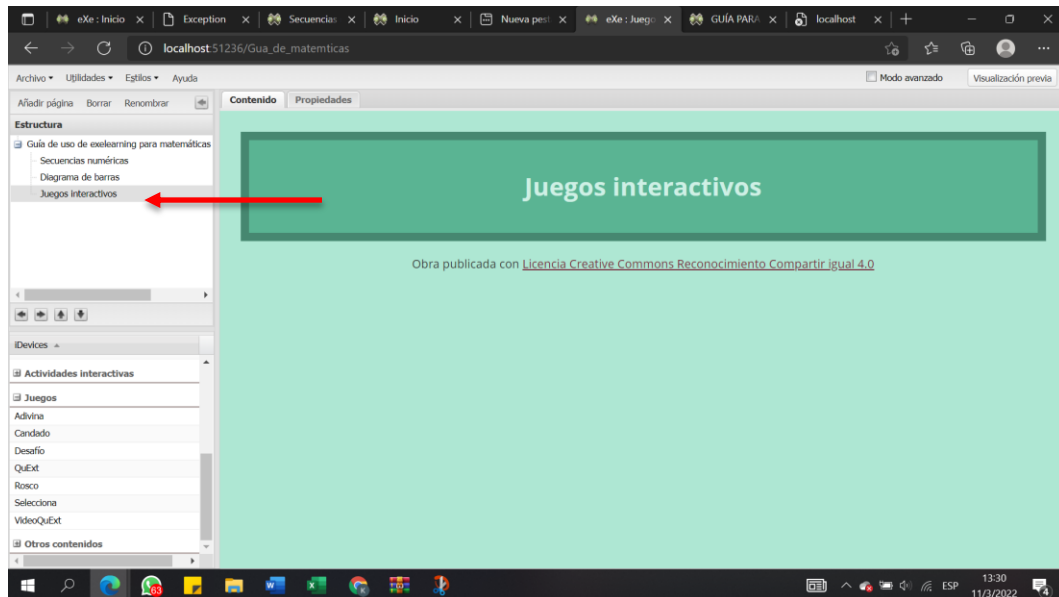 eXe : Inicio
Exception
Secuencias
Inicio
Nueva pest
eXe : Juego
GUÍA PARA
localhost
localhost:51236/Gua_de_matemticas
Archivo Utilidades Estilos Ayuda
Modo avanzado
Visualización previa
Añadir página Borrar Renombrar
Contenido Propiedades
Estructura
Guía de uso de exelearning para matemáticas
Secuencias numéricas
Diagrama de barras
Juegos interactivos
Juegos interactivos
Obra publicada con Licencia Creative Commons Reconocimiento Compartir igual 4.0
iDevices
Actividades interactivas
Juegos
Adivina
Candado
Desafío
QuExt
Rosco
Selecciona
VideoQuExt
Otros contenidos
63
ESP
13:30
11/3/2022
4